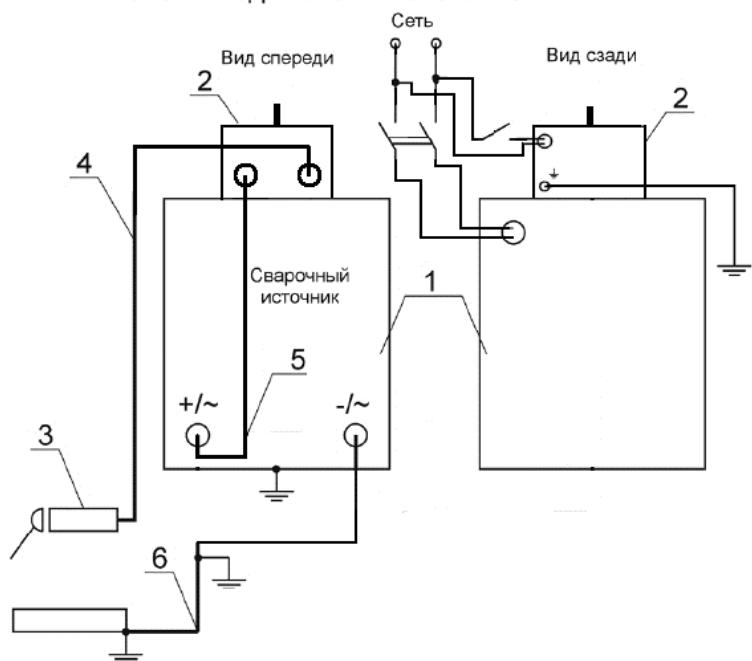 Сеть
Вид спереди
Вид сзади
2
2
4
Сварочный
источник
1
5
+/~
-/~
3
6